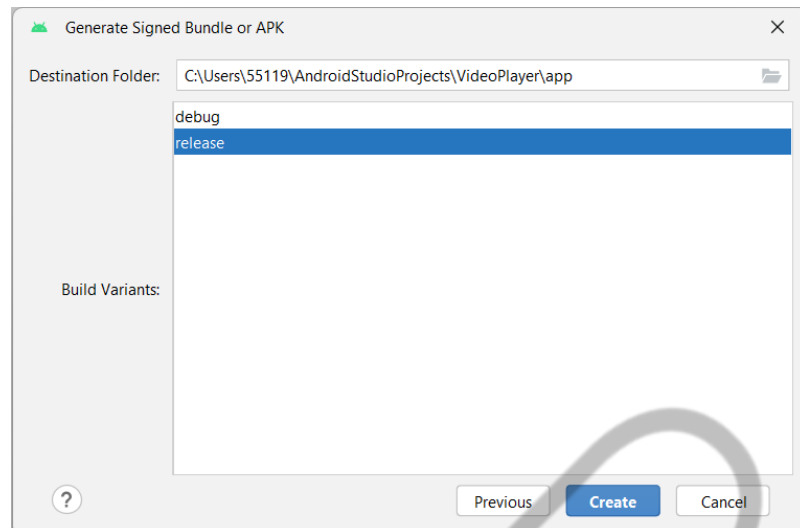 Generate Signed Bundle or APK
Destination Folder: C:\Users\55119\AndroidStudioProjects\VideoPlayer\app
debug
release
Build Variants:
? Previous Create Cancel